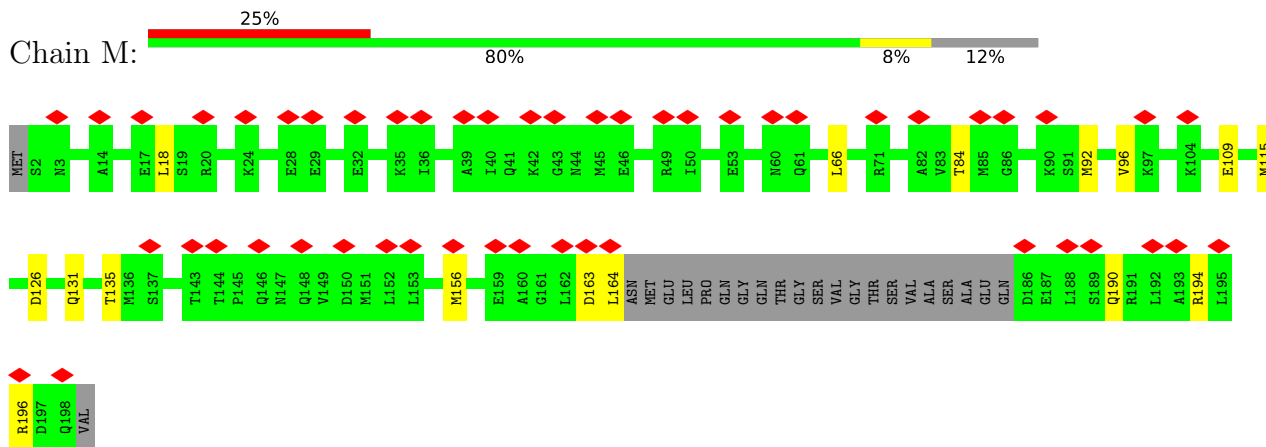 25%
Chain M:
80% 8% 12%
MET S2 N3 A14 E17 L18 S19 R20 K24 E28 E29 E32 K35 I36 A39 I40 Q41 K42 G43 N44 M45 E46 R49 I50 E53 N60 Q61 L66 R71 A82 V83 T84 M85 G86 K90 S91 M92 V96 K97 K104 E109 M115
D126 Q131 T135 M136 S137 T143 T144 P145 Q146 N147 Q148 V149 D150 M151 L152 L153 M156 E159 A160 G161 L162 D163 L164 ASN MET GLU LEU PRO GLN GLY GLN THR GLY SER VAL GLY THR SER VAL ALA SER ALA GLU GLN D186 E187 L188 S189 Q190 R191 L192 A193 R194 L195
R196 D197 Q198 VAL